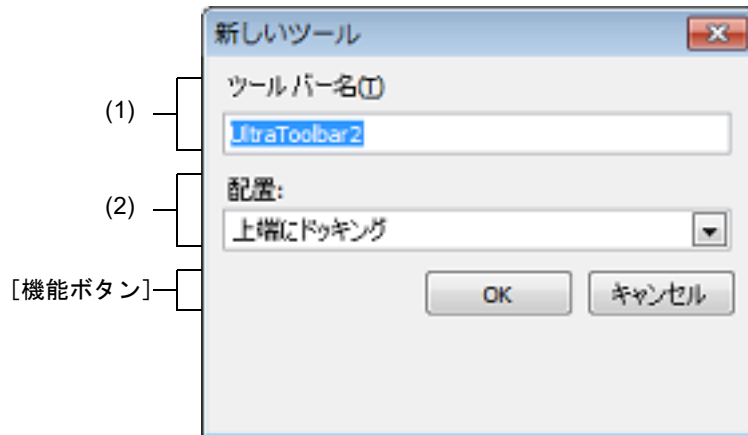 新しいツール
(1)
ツール バー名(T)
UltraToolbar2
(2)
配置:
上端にドッキング
[機能ボタン]
OK
キャンセル